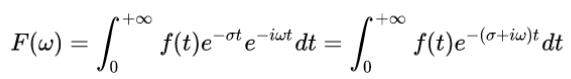 F(ω) = ∫₀^{+∞} f(t)e^{−σt}e^{−iωt} dt = ∫₀^{+∞} f(t)e^{−(σ+iω)t} dt